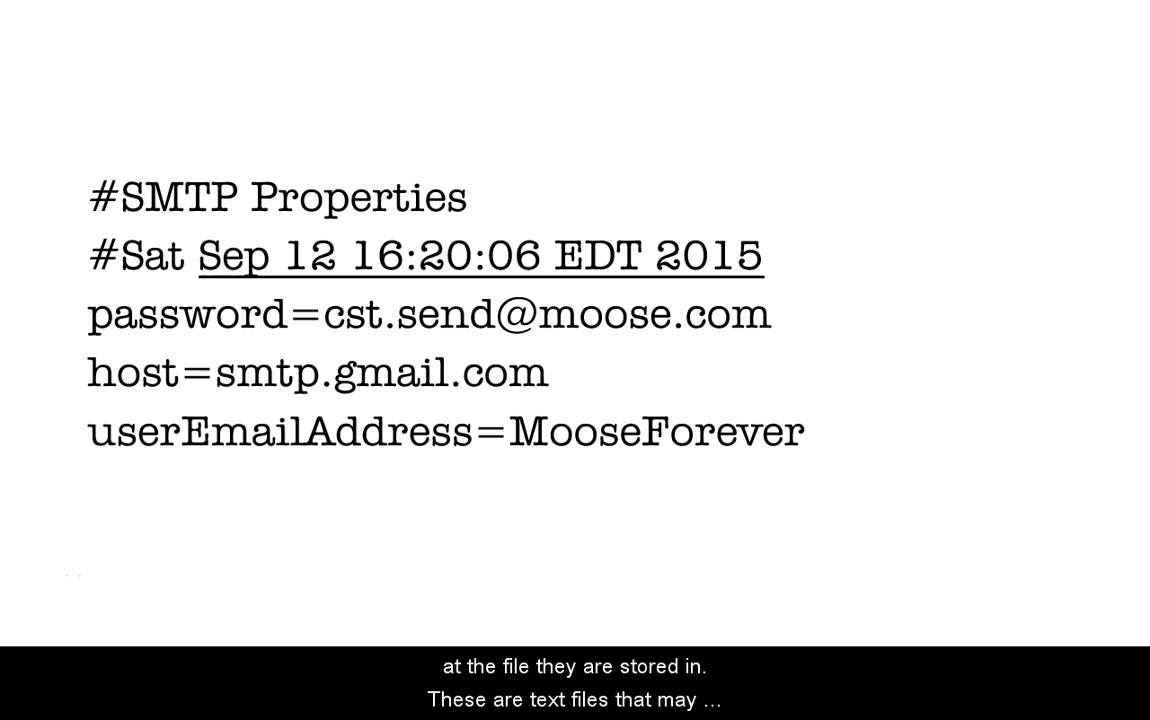 #SMTP Properties
#Sat Sep 12 16:20:06 EDT 2015
password=cst.send@moose.com
host=smtp.gmail.com
userEmailAddress=MooseForever
at the file they are stored in.
These are text files that may ...